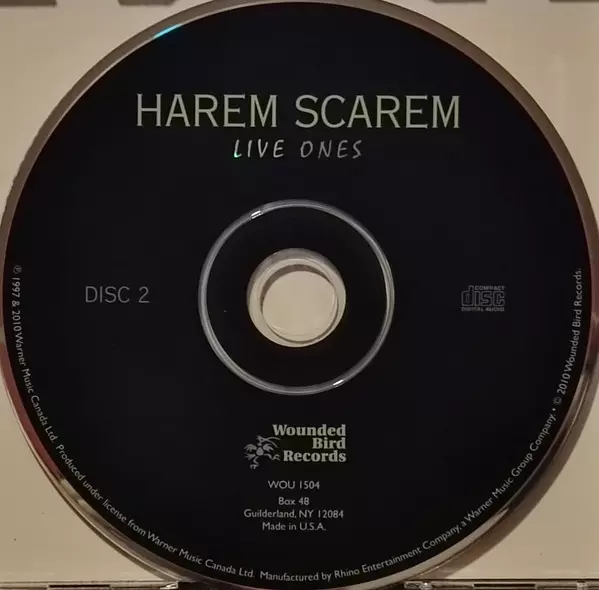 HAREM SCAREM
LIVE ONES
DISC 2
COMPACT
disc
DIGITAL AUDIO
Wounded
Bird
Records
WOU 1504
Box 48
Guilderland, NY 12084
Made in U.S.A.
℗ 1997 & 2010 Warner Music Canada Ltd. Produced under license from Warner Music Canada Ltd. Manufactured by Rhino Entertainment Company, a Warner Music Group Company. • © 2010 Wounded Bird Records.